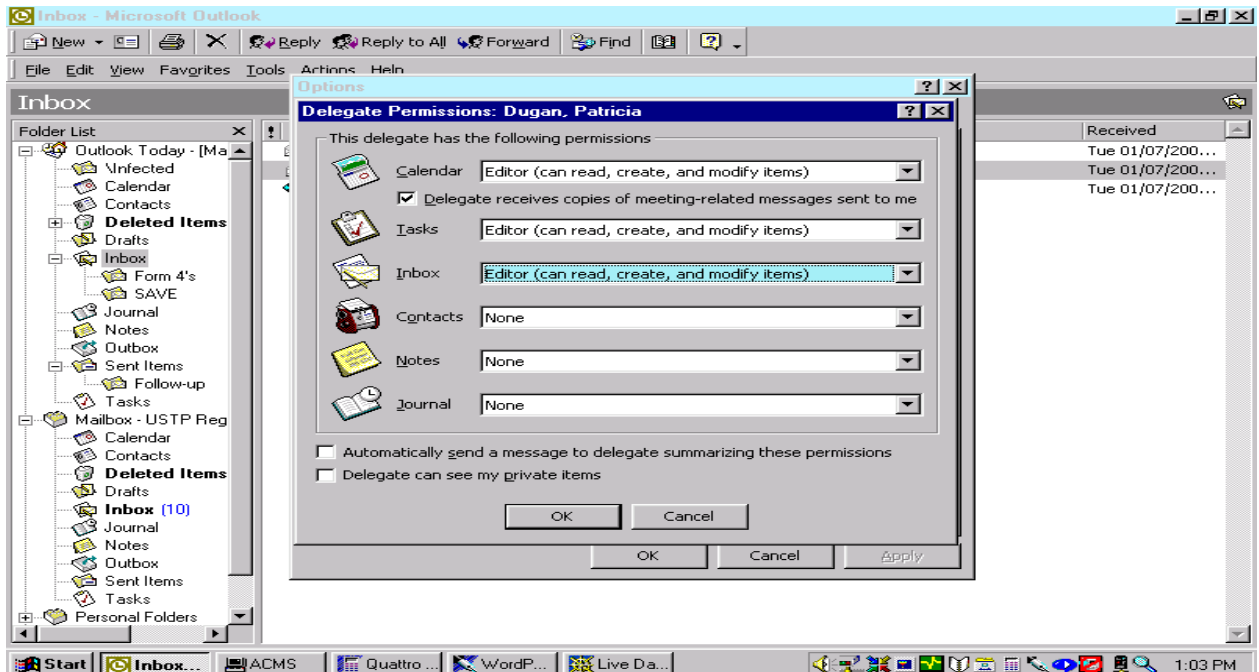 Inbox - Microsoft Outlook
New Reply Reply to All Forward Find
File Edit View Favorites Tools Actions Help
Inbox
Options
Delegate Permissions: Dugan, Patricia
Folder List
Outlook Today - [Ma
\Infected
Calendar
Contacts
Deleted Items
Drafts
Inbox
Form 4's
SAVE
Journal
Notes
Outbox
Sent Items
Follow-up
Tasks
Mailbox - USTP Reg
Calendar
Contacts
Deleted Items
Drafts
Inbox (10)
Journal
Notes
Outbox
Sent Items
Tasks
Personal Folders
This delegate has the following permissions
Calendar Editor (can read, create, and modify items)
Delegate receives copies of meeting-related messages sent to me
Tasks Editor (can read, create, and modify items)
Inbox Editor (can read, create, and modify items)
Contacts None
Notes None
Journal None
Automatically send a message to delegate summarizing these permissions
Delegate can see my private items
OK Cancel
OK Cancel Apply
Received
Tue 01/07/200...
Tue 01/07/200...
Tue 01/07/200...
Start Inbox... ACMS Quattro ... WordP... Live Da... 1:03 PM